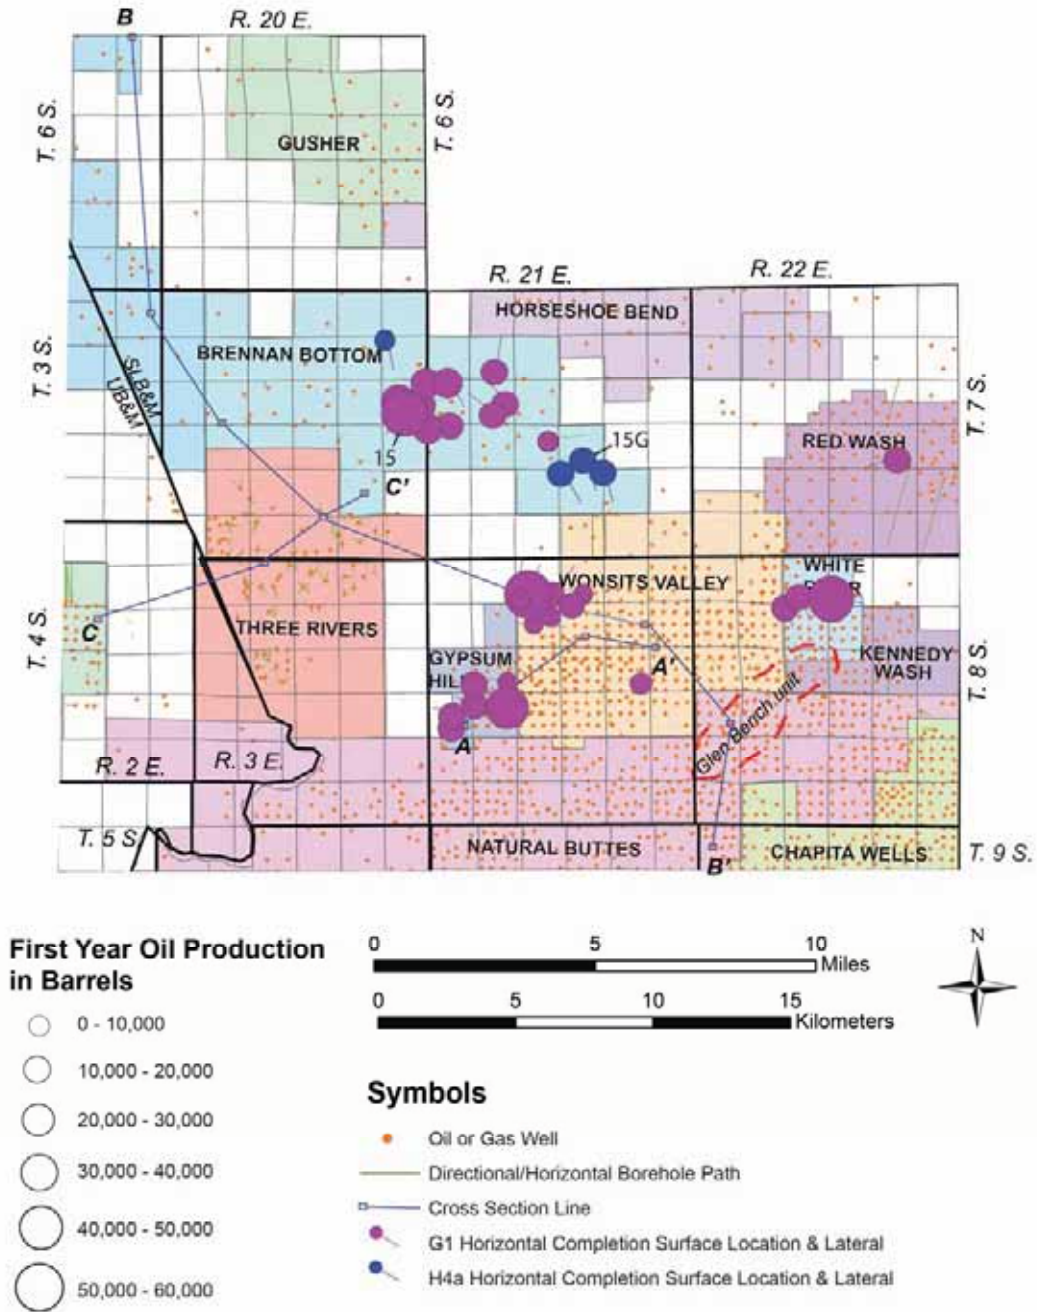 B
R. 20 E.
T. 6 S.
T. 6 S.
GUSHER
R. 21 E.
R. 22 E.
HORSESHOE BEND
BRENNAN BOTTOM
T. 3 S.
SLB&M
UB&M
T. 7 S.
RED WASH
15
15G
C'
WONSITS VALLEY
WHITE
THREE RIVERS
T. 4 S.
C
GYPSUM
KENNEDY
WASH
A'
T. 8 S.
A
Glen Bench unit
R. 2 E.
R. 3 E.
T. 5 S.
NATURAL BUTTES
B'
CHAPITA WELLS
T. 9 S.
First Year Oil Production
in Barrels
0 - 10,000
10,000 - 20,000
20,000 - 30,000
30,000 - 40,000
40,000 - 50,000
50,000 - 60,000
0 5 10
Miles
0 5 10 15
Kilometers
N
Symbols
Oil or Gas Well
Directional/Horizontal Borehole Path
Cross Section Line
G1 Horizontal Completion Surface Location & Lateral
H4a Horizontal Completion Surface Location & Lateral